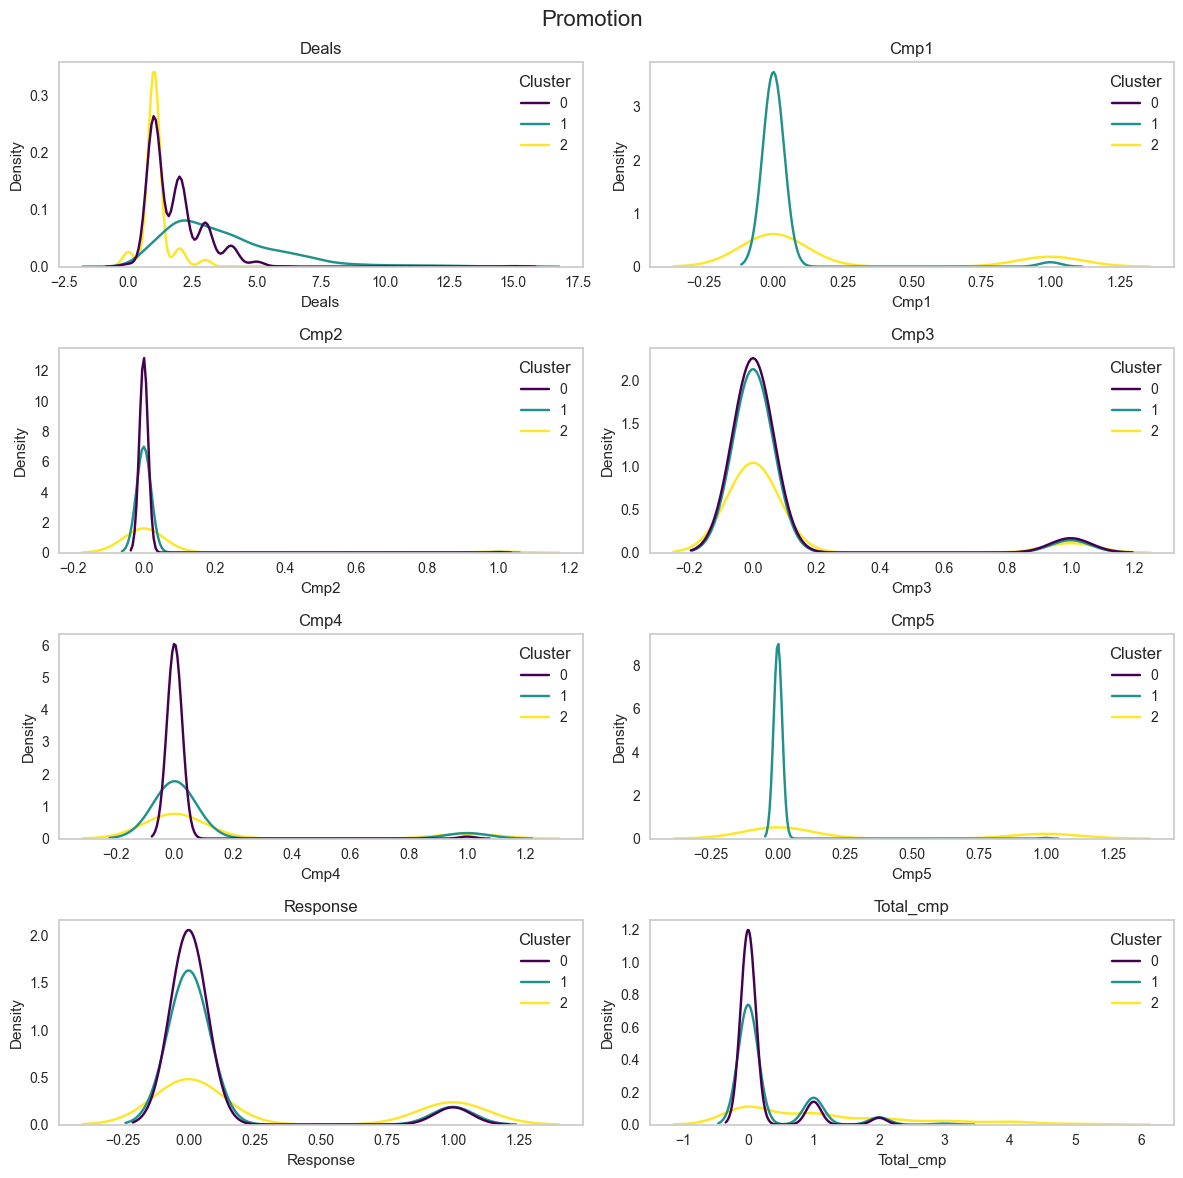 Promotion
Deals
Density
0.3
0.2
0.1
0.0
−2.5 0.0 2.5 5.0 7.5 10.0 12.5 15.0 17.5
Deals
Cluster
0
1
2
Cmp1
Density
3
2
1
0
−0.25 0.00 0.25 0.50 0.75 1.00 1.25
Cmp1
Cluster
0
1
2
Cmp2
Density
12
10
8
6
4
2
0
−0.2 0.0 0.2 0.4 0.6 0.8 1.0 1.2
Cmp2
Cluster
0
1
2
Cmp3
Density
2.0
1.5
1.0
0.5
0.0
−0.2 0.0 0.2 0.4 0.6 0.8 1.0 1.2
Cmp3
Cluster
0
1
2
Cmp4
Density
6
5
4
3
2
1
0
−0.2 0.0 0.2 0.4 0.6 0.8 1.0 1.2
Cmp4
Cluster
0
1
2
Cmp5
Density
8
6
4
2
0
−0.25 0.00 0.25 0.50 0.75 1.00 1.25
Cmp5
Cluster
0
1
2
Response
Density
2.0
1.5
1.0
0.5
0.0
−0.25 0.00 0.25 0.50 0.75 1.00 1.25
Response
Cluster
0
1
2
Total_cmp
Density
1.2
1.0
0.8
0.6
0.4
0.2
0.0
−1 0 1 2 3 4 5 6
Total_cmp
Cluster
0
1
2